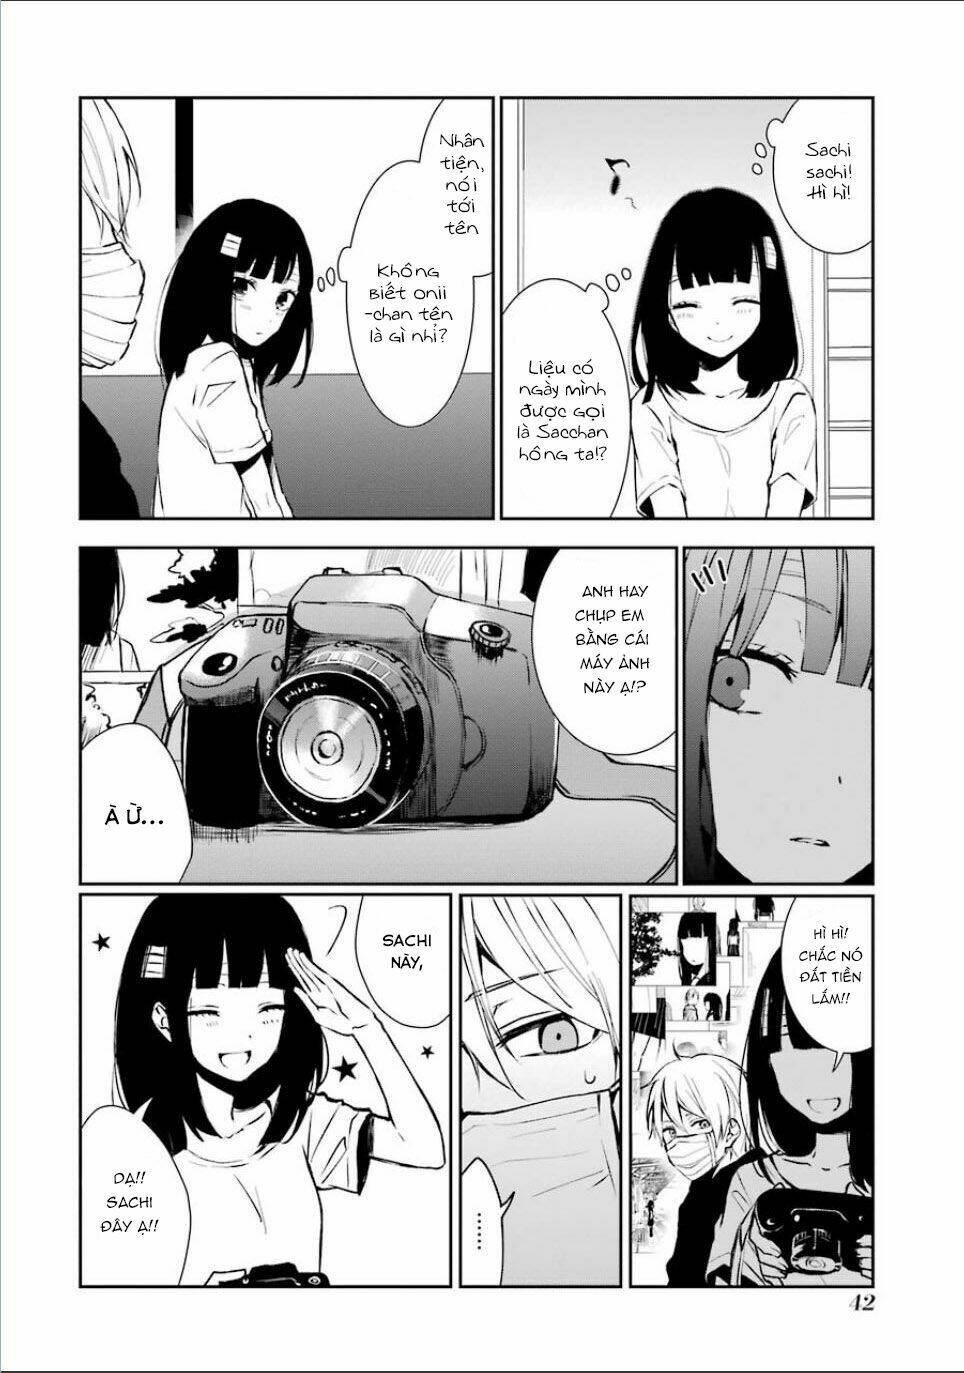 Sachi
sachi!
Hì hì!
Liệu có
ngày mình
được gọi
là Sacchan
hông ta!?
Nhân
tiện,
nói
tới
tên
Không
biết onii
-chan tên
là gì nhỉ?
ANH HAY
CHỤP EM
BẰNG CÁI
MÁY ẢNH
NÀY Ạ!?
À Ừ...
HÌ HÌ!
CHẮC NÓ
ĐẮT TIỀN
LẮM!!
........
SACHI
NÀY,
DẠ!!
SACHI
ĐÂY Ạ!!
42